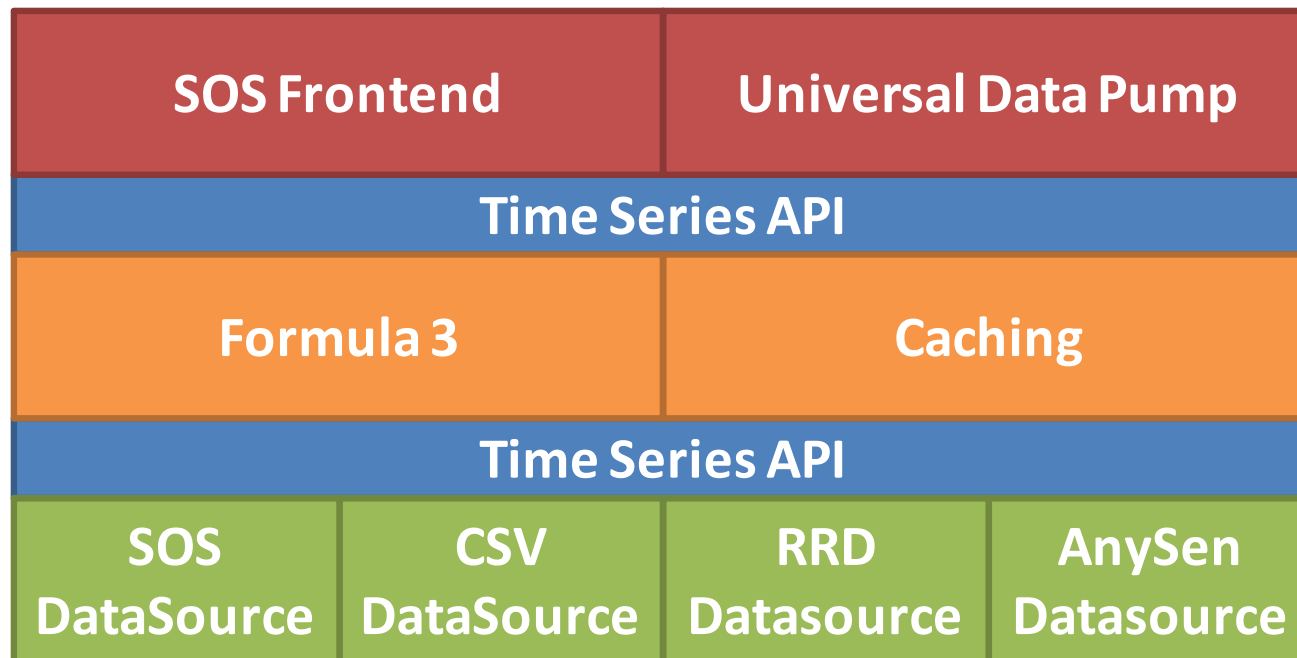 SOS Frontend
Universal Data Pump
Time Series API
Formula 3
Caching
Time Series API
SOS
DataSource
CSV
DataSource
RRD
Datasource
AnySen
Datasource